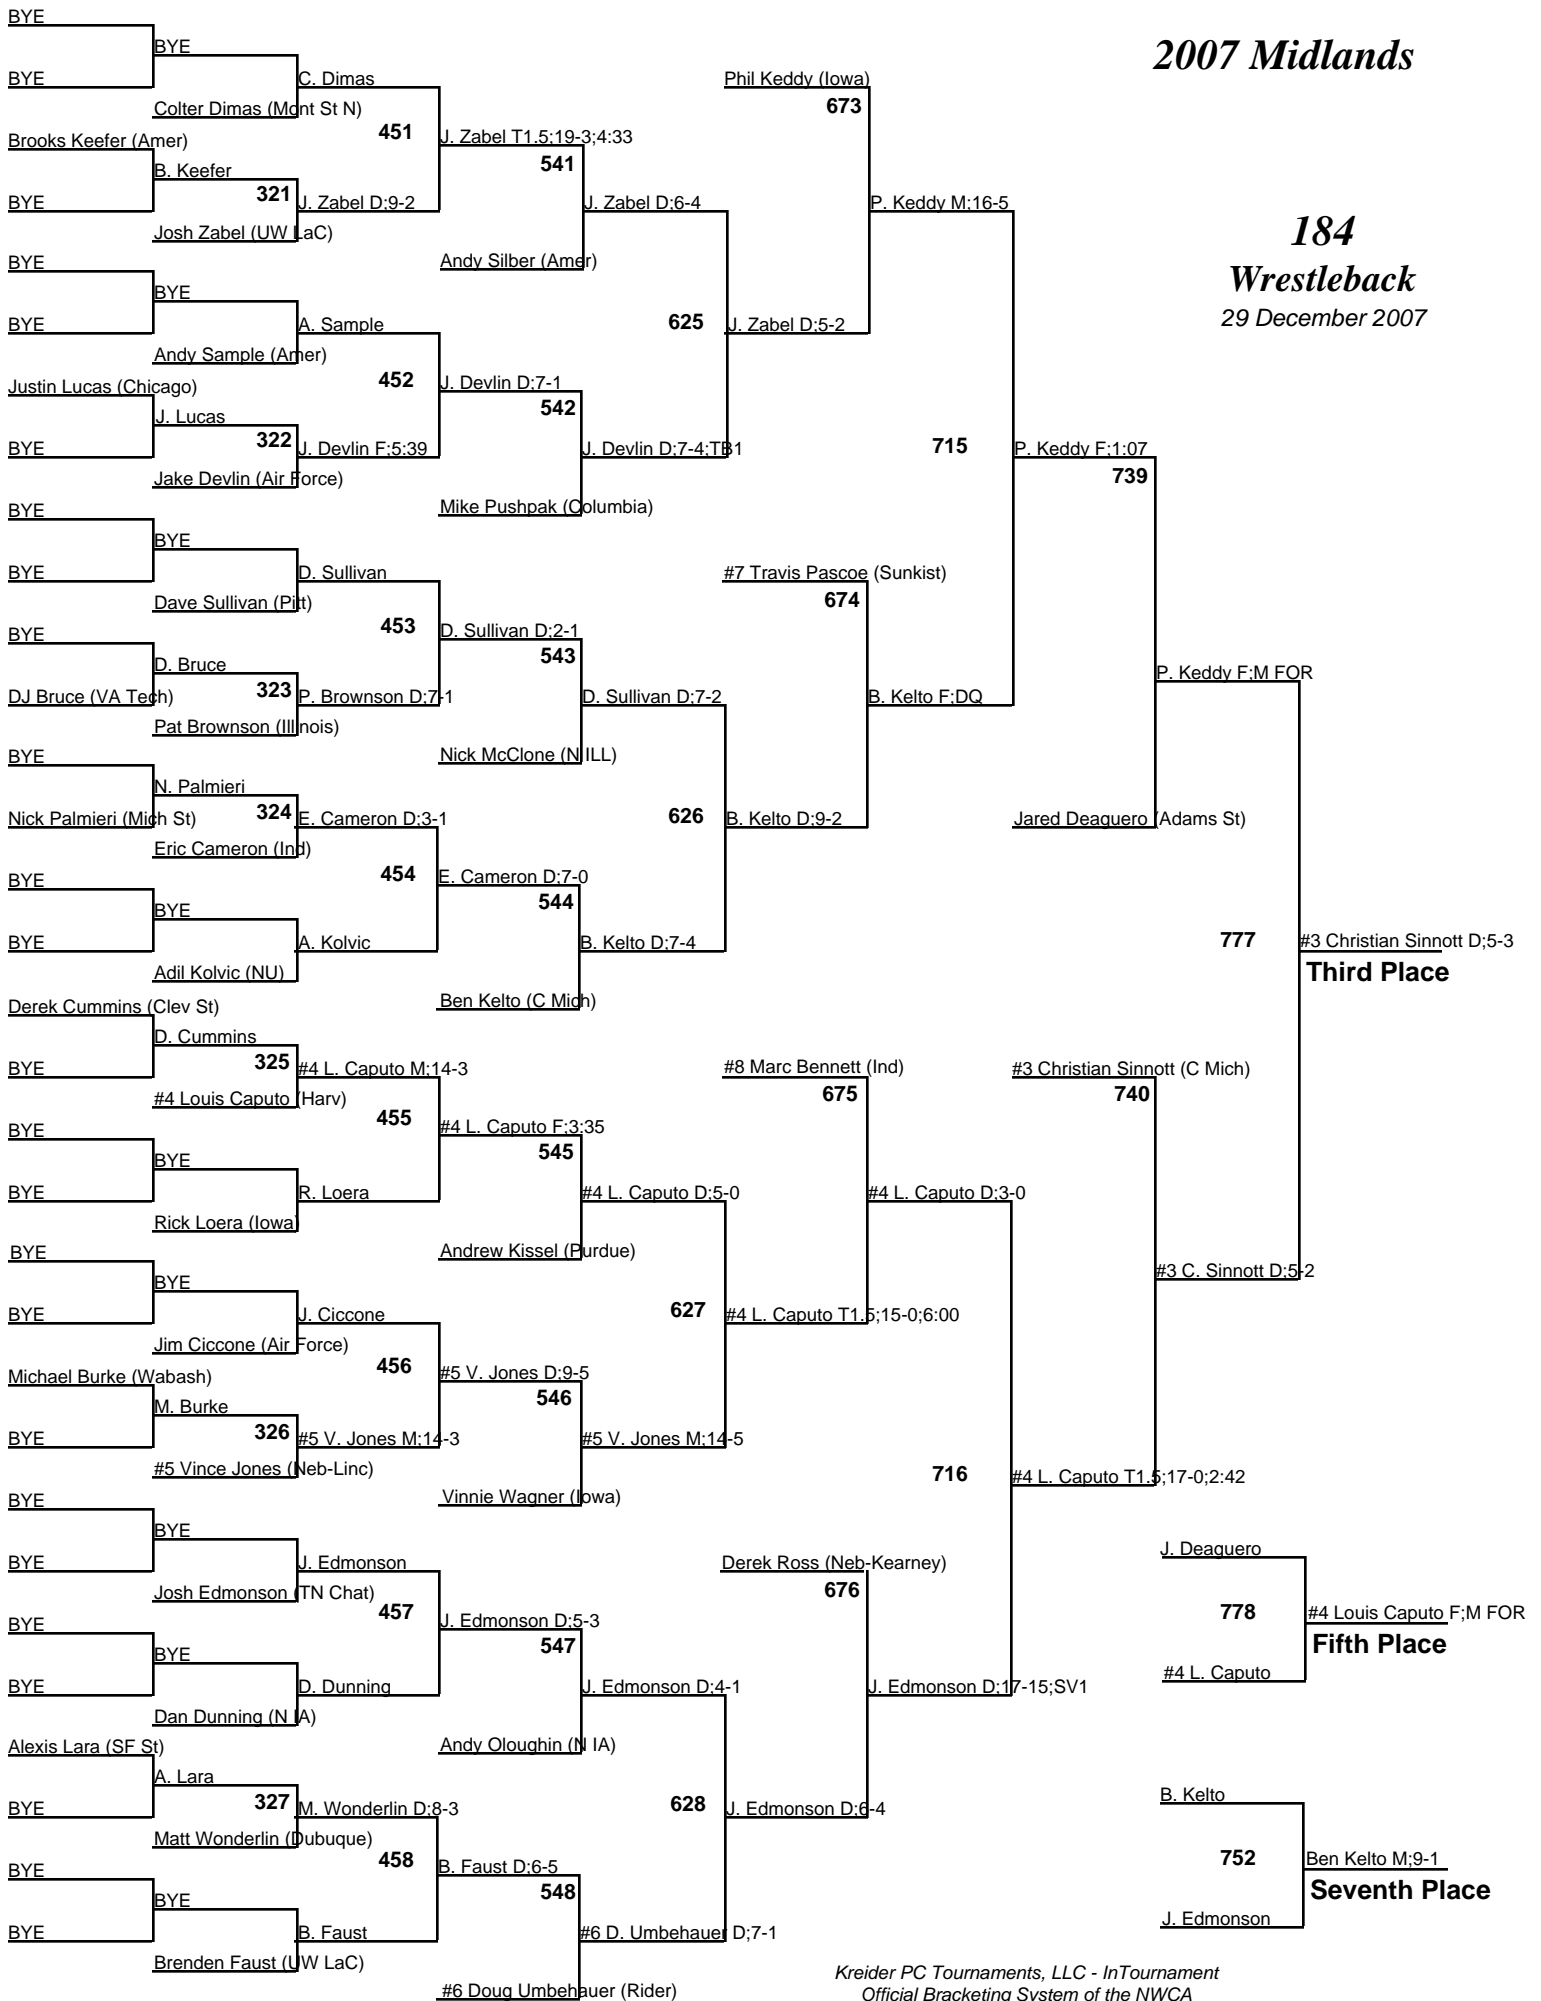 BYE
BYE
BYE
C. Dimas
Colter Dimas (Mont St N)
Brooks Keefer (Amer)
B. Keefer
BYE
321
J. Zabel D;9-2
Josh Zabel (UW LaC)
451
J. Zabel T1.5;19-3;4:33
541
J. Zabel D;6-4
Andy Silber (Amer)
BYE
BYE
BYE
A. Sample
Andy Sample (Amer)
Justin Lucas (Chicago)
J. Lucas
BYE
322
J. Devlin F;5:39
Jake Devlin (Air Force)
452
J. Devlin D;7-1
542
J. Devlin D;7-4;TB1
Mike Pushpak (Columbia)
625
J. Zabel D;5-2
Phil Keddy (Iowa)
673
P. Keddy M;16-5
2007 Midlands
184
Wrestleback
29 December 2007
BYE
BYE
BYE
D. Sullivan
Dave Sullivan (Pitt)
BYE
D. Bruce
DJ Bruce (VA Tech)
323
P. Brownson D;7-1
Pat Brownson (Illinois)
453
D. Sullivan D;2-1
543
D. Sullivan D;7-2
Nick McClone (N ILL)
BYE
N. Palmieri
Nick Palmieri (Mich St)
324
E. Cameron D;3-1
Eric Cameron (Ind)
BYE
BYE
BYE
A. Kolvic
Adil Kolvic (NU)
454
E. Cameron D;7-0
544
B. Kelto D;7-4
Ben Kelto (C Mich)
626
B. Kelto D;9-2
#7 Travis Pascoe (Sunkist)
674
B. Kelto F;DQ
715
P. Keddy F;1:07
739
P. Keddy F;M FOR
Jared Deaguero (Adams St)
777
#3 Christian Sinnott D;5-3
Third Place
Derek Cummins (Clev St)
D. Cummins
BYE
325
#4 L. Caputo M;14-3
#4 Louis Caputo (Harv)
BYE
BYE
BYE
R. Loera
Rick Loera (Iowa)
455
#4 L. Caputo F;3:35
545
#4 L. Caputo D;5-0
Andrew Kissel (Purdue)
BYE
BYE
BYE
J. Ciccone
Jim Ciccone (Air Force)
Michael Burke (Wabash)
M. Burke
BYE
326
#5 V. Jones M;14-3
#5 Vince Jones (Neb-Linc)
456
#5 V. Jones D;9-5
546
#5 V. Jones M;14-5
Vinnie Wagner (Iowa)
627
#4 L. Caputo T1.5;15-0;6:00
#8 Marc Bennett (Ind)
675
#4 L. Caputo D;3-0
#3 Christian Sinnott (C Mich)
740
#3 C. Sinnott D;5-2
BYE
BYE
BYE
J. Edmonson
Josh Edmonson (TN Chat)
BYE
BYE
BYE
D. Dunning
Dan Dunning (N IA)
457
J. Edmonson D;5-3
547
J. Edmonson D;4-1
Andy Oloughin (N IA)
Alexis Lara (SF St)
A. Lara
BYE
327
M. Wonderlin D;8-3
Matt Wonderlin (Dubuque)
BYE
BYE
BYE
B. Faust
Brenden Faust (UW LaC)
458
B. Faust D;6-5
548
#6 D. Umbehauer D;7-1
#6 Doug Umbehauer (Rider)
628
J. Edmonson D;6-4
Derek Ross (Neb-Kearney)
676
J. Edmonson D;17-15;SV1
716
#4 L. Caputo T1.5;17-0;2:42
J. Deaguero
778
#4 Louis Caputo F;M FOR
Fifth Place
#4 L. Caputo
B. Kelto
752
Ben Kelto M;9-1
Seventh Place
J. Edmonson
Kreider PC Tournaments, LLC - InTournament
Official Bracketing System of the NWCA